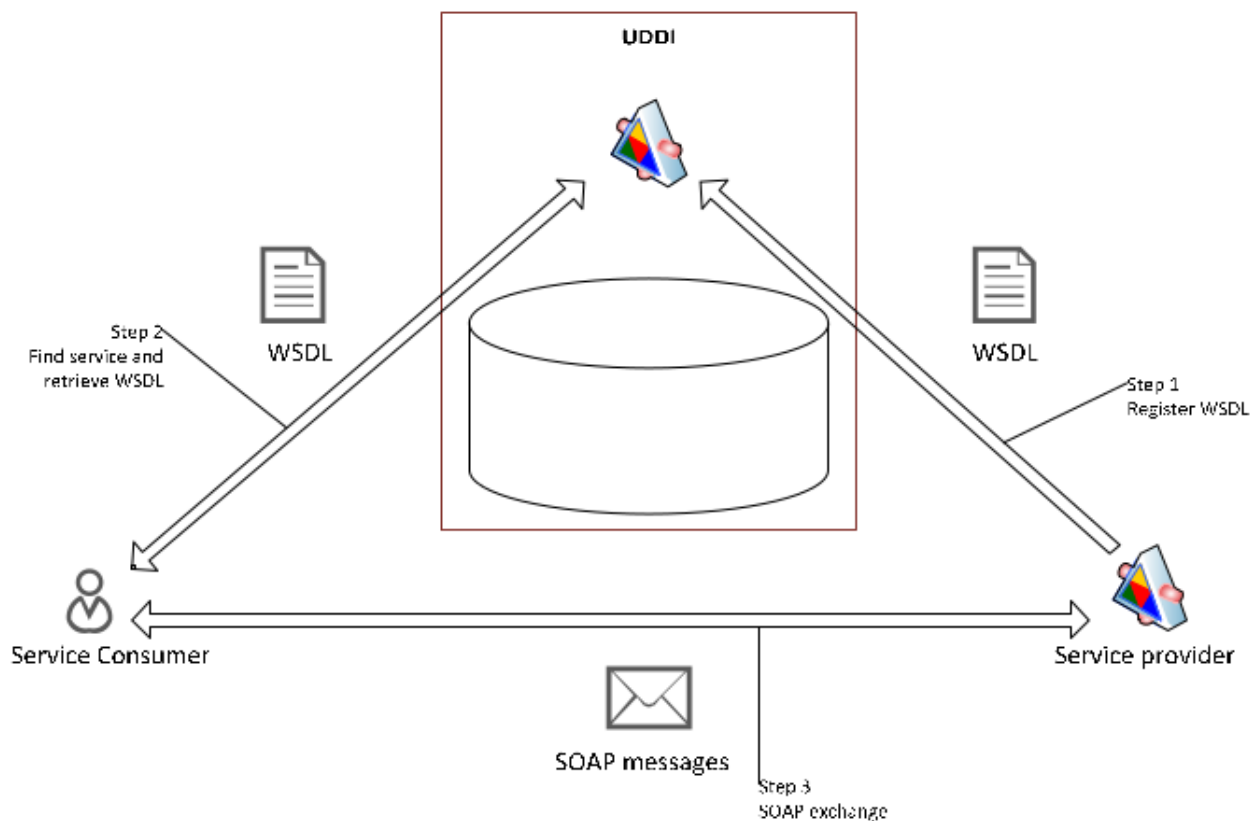 UDDI
WSDL
WSDL
Step 2
Find service and
retrieve WSDL
Step 1
Register WSDL
Service Consumer
Service provider
SOAP messages
Step 3
SOAP exchange